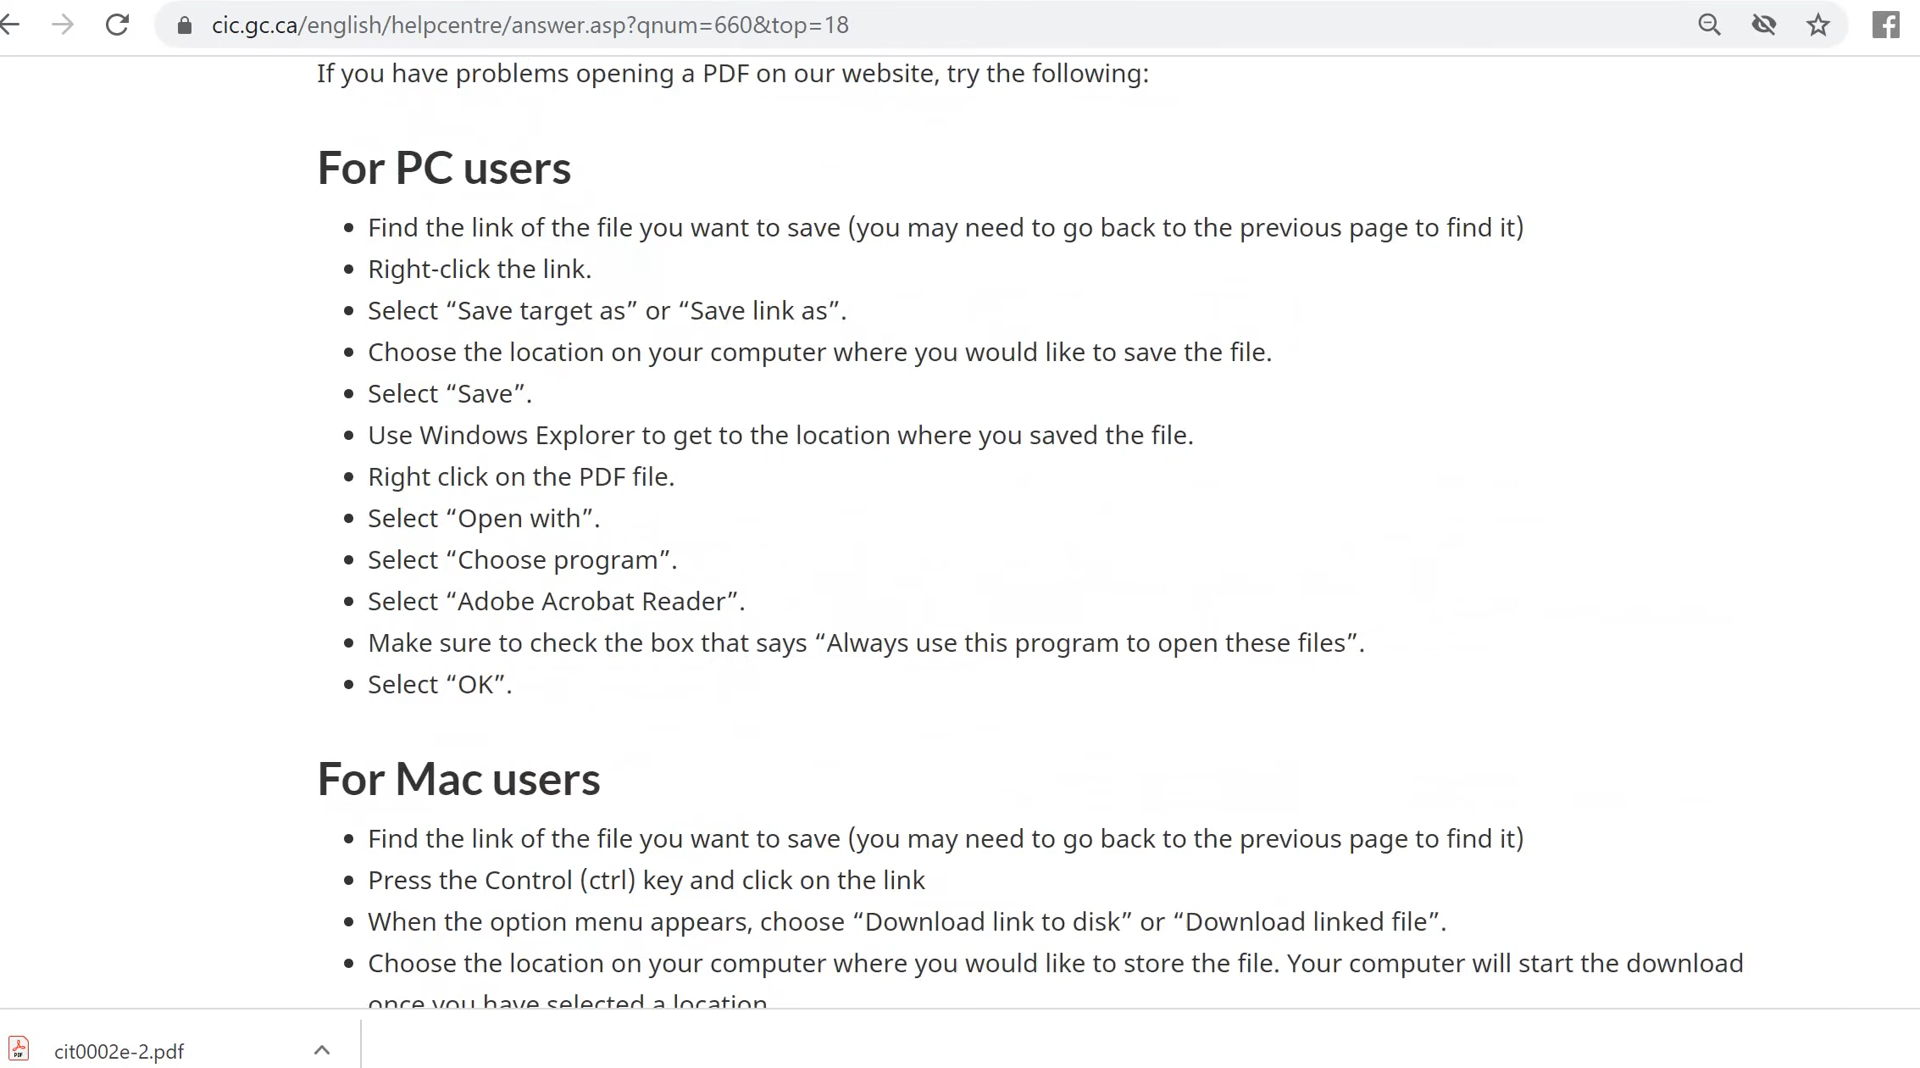 cic.gc.ca/english/helpcentre/answer.asp?qnum=660&top=18
If you have problems opening a PDF on our website, try the following:
For PC users
• Find the link of the file you want to save (you may need to go back to the previous page to find it)
• Right-click the link.
• Select “Save target as” or “Save link as”.
• Choose the location on your computer where you would like to save the file.
• Select “Save”.
• Use Windows Explorer to get to the location where you saved the file.
• Right click on the PDF file.
• Select “Open with”.
• Select “Choose program”.
• Select “Adobe Acrobat Reader”.
• Make sure to check the box that says “Always use this program to open these files”.
• Select “OK”.
For Mac users
• Find the link of the file you want to save (you may need to go back to the previous page to find it)
• Press the Control (ctrl) key and click on the link
• When the option menu appears, choose “Download link to disk” or “Download linked file”.
• Choose the location on your computer where you would like to store the file. Your computer will start the download
once you have selected a location.
cit0002e-2.pdf